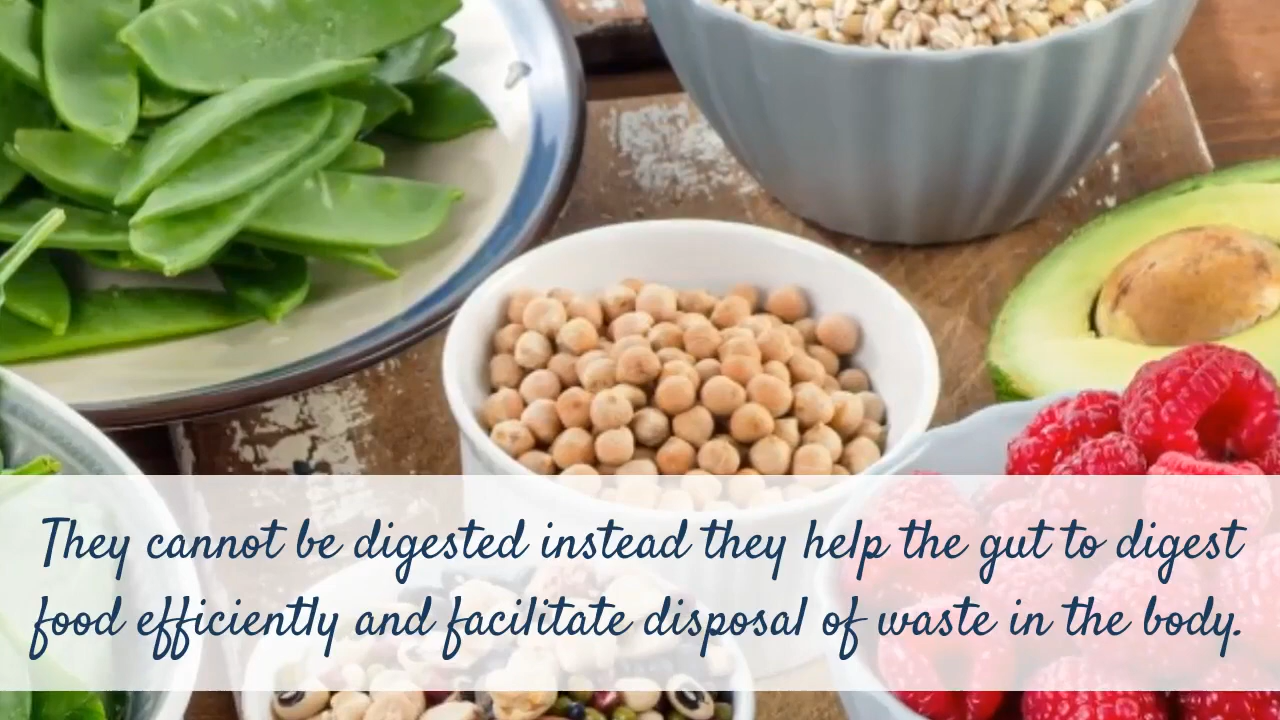 They cannot be digested instead they help the gut to digest
food efficiently and facilitate disposal of waste in the body.